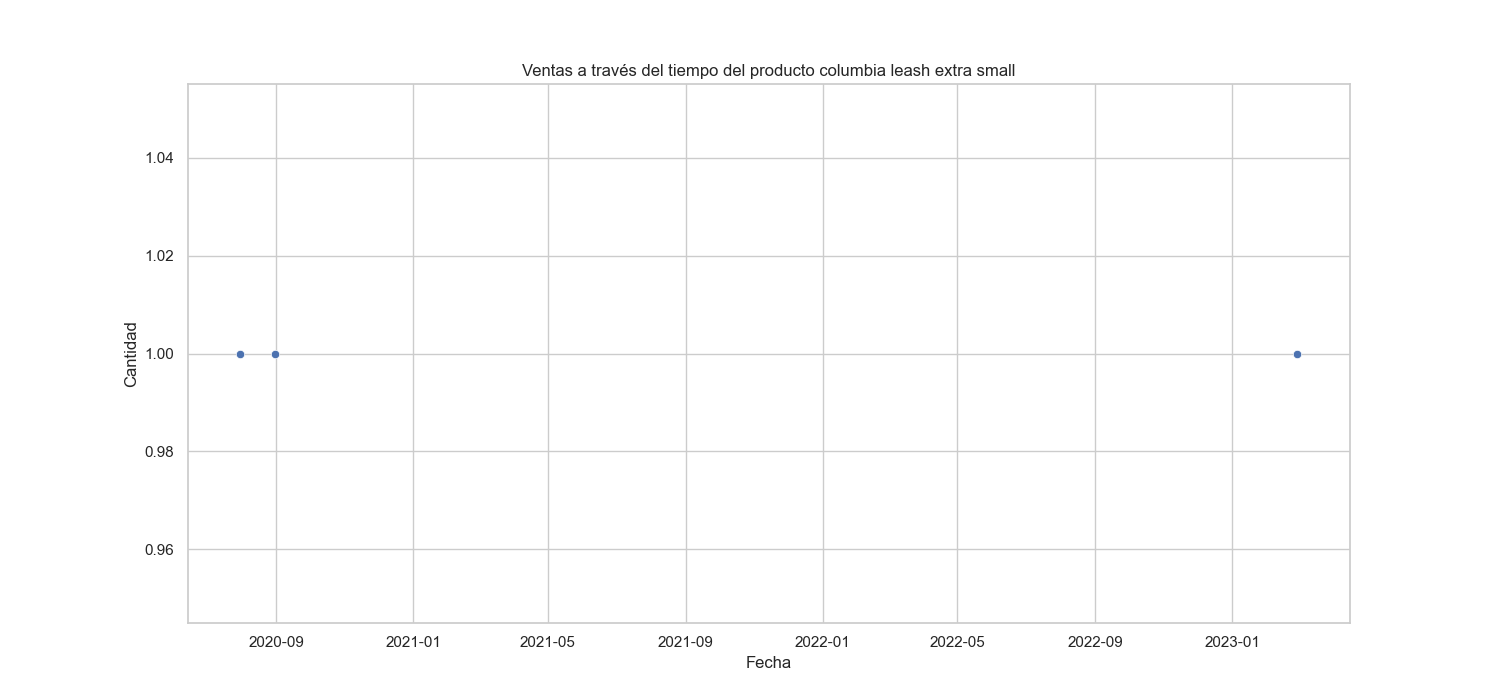 Ventas a través del tiempo del producto columbia leash extra small
1.04
1.02
1.00
0.98
0.96
Cantidad
2020-09 2021-01 2021-05 2021-09 2022-01 2022-05 2022-09 2023-01
Fecha